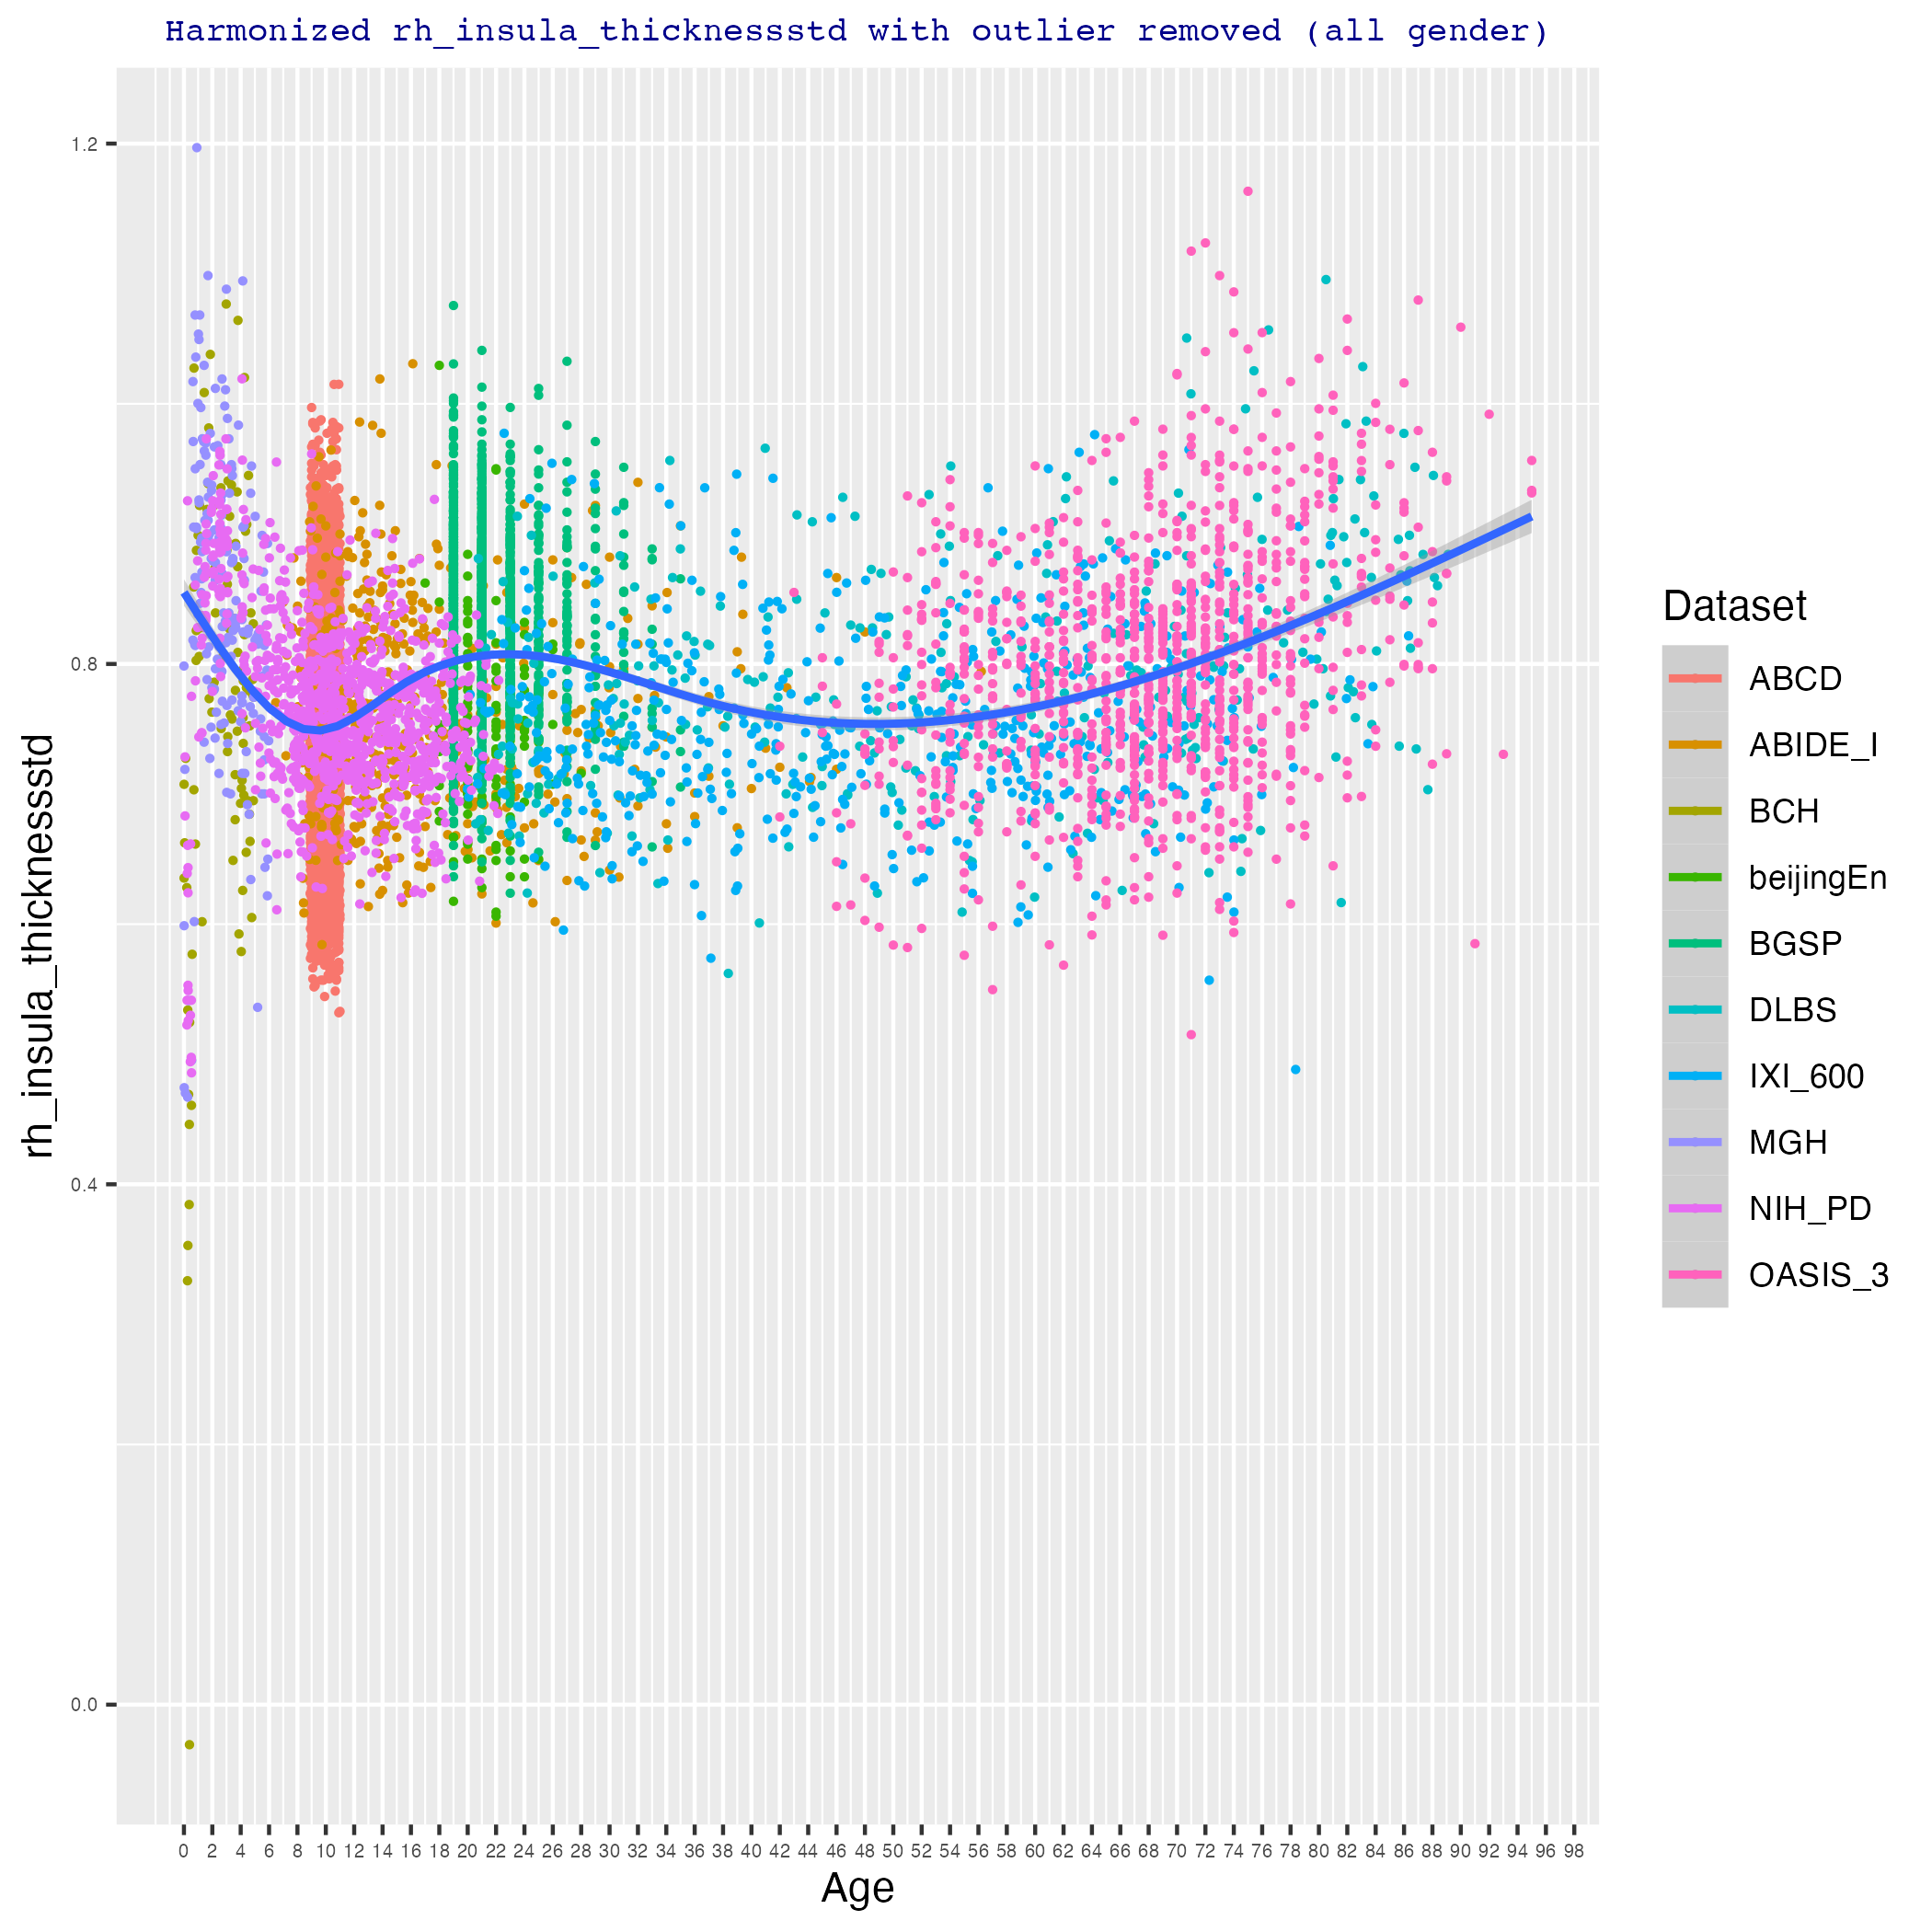 Harmonized rh_insula_thicknessstd with outlier removed (all gender)
rh_insula_thicknessstd
1.2
0.8
0.4
0.0
0 2 4 6 8 10 12 14 16 18 20 22 24 26 28 30 32 34 36 38 40 42 44 46 48 50 52 54 56 58 60 62 64 66 68 70 72 74 76 78 80 82 84 86 88 90 92 94 96 98
Age
Dataset
ABCD
ABIDE_I
BCH
beijingEn
BGSP
DLBS
IXI_600
MGH
NIH_PD
OASIS_3